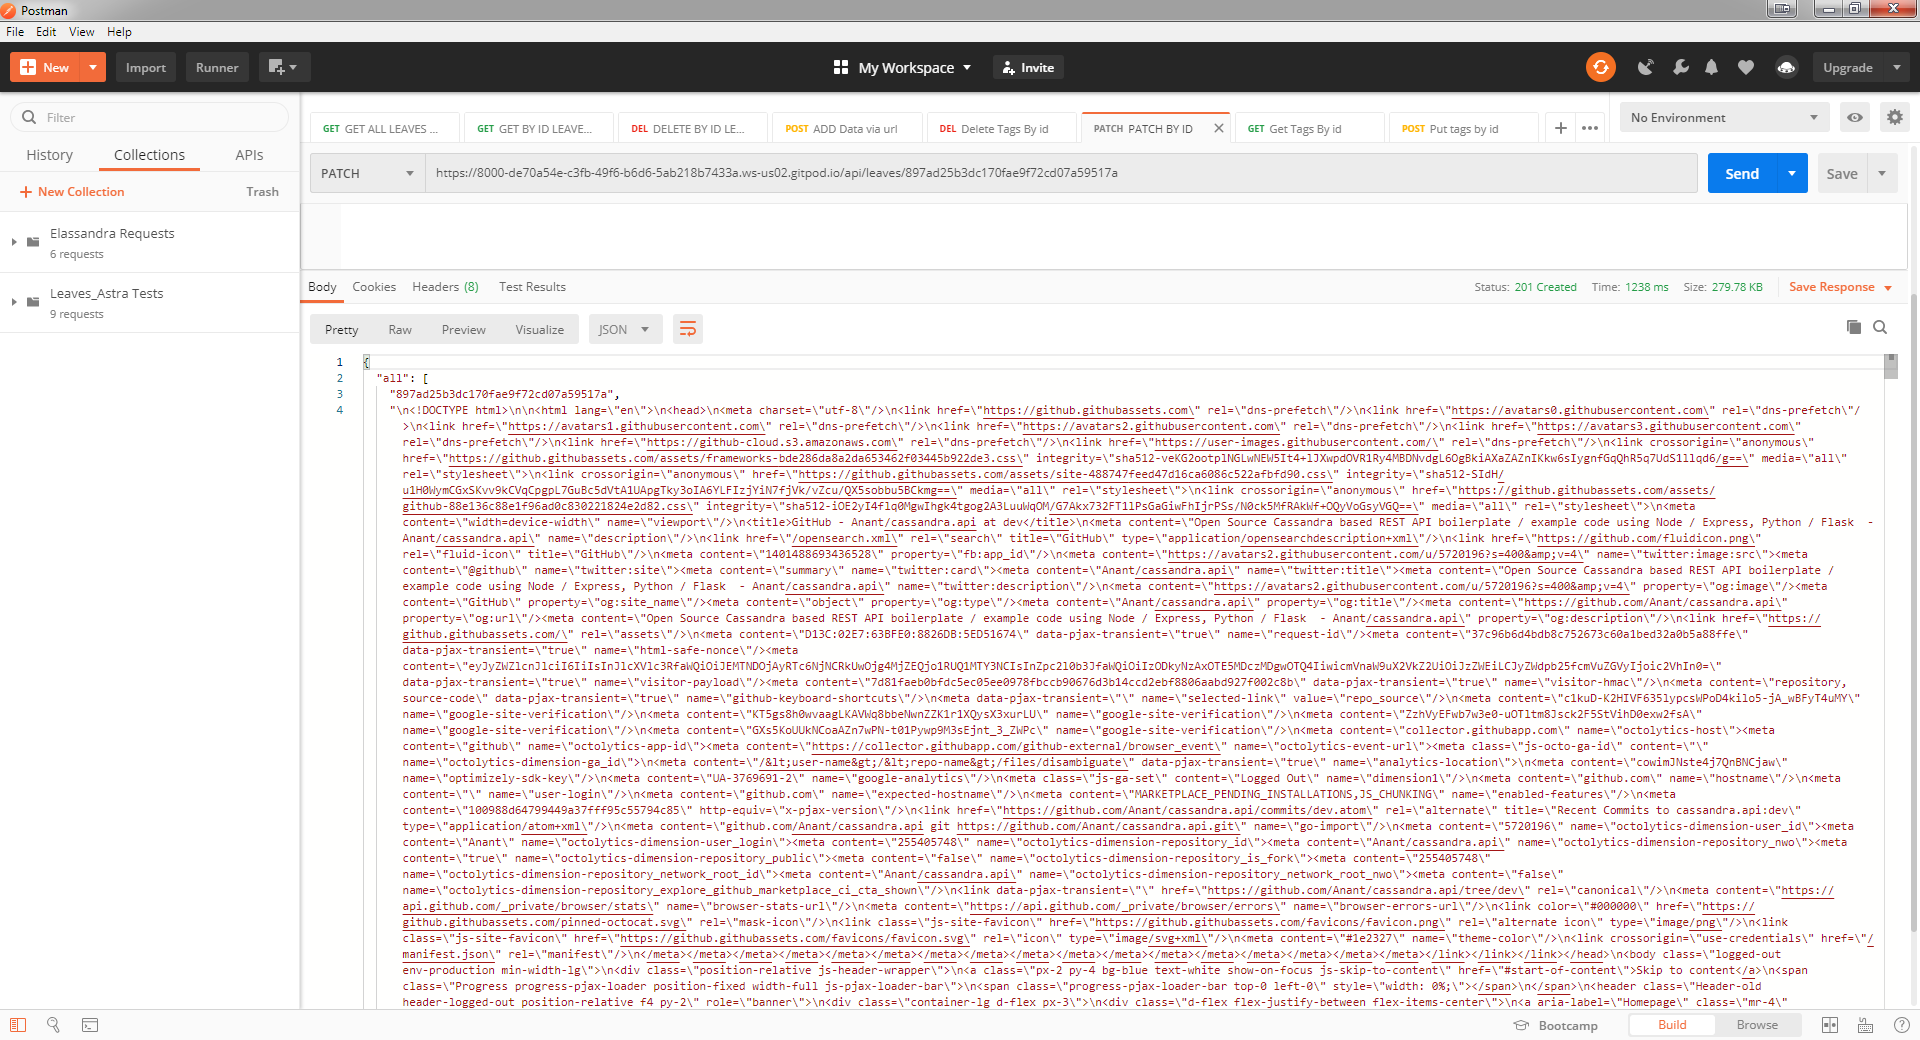 Postman
File Edit View Help
New Import Runner My Workspace Invite Upgrade
Filter
History Collections APIs
New Collection Trash
Elassandra Requests
6 requests
Leaves_Astra Tests
9 requests
GET GET ALL LEAVES ... GET GET BY ID LEAVE... DEL DELETE BY ID LE... POST ADD Data via url DEL Delete Tags By id PATCH PATCH BY ID GET Get Tags By id POST Put tags by id No Environment
PATCH https://8000-de70a54e-c3fb-49f6-b6d6-5ab218b7433a.ws-us02.gitpod.io/api/leaves/897ad25b3dc170fae9f72cd07a59517a Send Save
Body Cookies Headers (8) Test Results Status: 201 Created Time: 1238 ms Size: 279.78 KB Save Response
Pretty Raw Preview Visualize JSON
1 {
2 "all": [
3 "897ad25b3dc170fae9f72cd07a59517a",
4 "\n<!DOCTYPE html>\n\n<html lang=\"en\">\n<head>\n<meta charset=\"utf-8\"/>\n<link href=\"https://github.githubassets.com\" rel=\"dns-prefetch\"/>\n<link href=\"https://avatars0.githubusercontent.com\" rel=\"dns-prefetch\"/
>\n<link href=\"https://avatars1.githubusercontent.com\" rel=\"dns-prefetch\"/>\n<link href=\"https://avatars2.githubusercontent.com\" rel=\"dns-prefetch\"/>\n<link href=\"https://avatars3.githubusercontent.com\"
rel=\"dns-prefetch\"/>\n<link href=\"https://github-cloud.s3.amazonaws.com\" rel=\"dns-prefetch\"/>\n<link href=\"https://user-images.githubusercontent.com/\" rel=\"dns-prefetch\"/>\n<link crossorigin=\"anonymous\"
href=\"https://github.githubassets.com/assets/frameworks-bde286da8a2da653462f03445b922de3.css\" media=\"all\"
rel=\"stylesheet\">\n<link crossorigin=\"anonymous\" href=\"https://github.githubassets.com/assets/site-488747feed47d16ca6086c522afbfd90.css\"
media=\"all\" rel=\"stylesheet\">\n<link crossorigin=\"anonymous\" href=\"https://github.githubassets.com/assets/
github-88e136c88e1f96ad0c830221824e2d82.css\" media=\"all\" rel=\"stylesheet\">\n<meta
content=\"width=device-width\" name=\"viewport\"/>\n<title>GitHub - Anant/cassandra.api at dev</title>\n<meta content=\"Open Source Cassandra based REST API boilerplate / example code using Node / Express, Python / Flask  -
Anant/cassandra.api\" name=\"description\"/>\n<link href=\"/opensearch.xml\" rel=\"search\" title=\"GitHub\" type=\"application/opensearchdescription+xml\"/>\n<link href=\"https://github.com/fluidicon.png\"
rel=\"fluid-icon\" title=\"GitHub\"/>\n<meta content=\"1401488693436528\" property=\"fb:app_id\"/>\n<meta content=\"https://avatars2.githubusercontent.com/u/5720196?s=400&amp;v=4\" name=\"twitter:image:src\"><meta
content=\"@github\" name=\"twitter:site\"><meta content=\"summary\" name=\"twitter:card\"><meta content=\"Anant/cassandra.api\" name=\"twitter:title\"><meta content=\"Open Source Cassandra based REST API boilerplate /
example code using Node / Express, Python / Flask  - Anant/cassandra.api\" name=\"twitter:description\"/>\n<meta content=\"https://avatars2.githubusercontent.com/u/5720196?s=400&amp;v=4\" property=\"og:image\"/><meta
content=\"GitHub\" property=\"og:site_name\"/><meta content=\"object\" property=\"og:type\"/><meta content=\"Anant/cassandra.api\" property=\"og:title\"/><meta content=\"https://github.com/Anant/cassandra.api\"
property=\"og:url\"/><meta content=\"Open Source Cassandra based REST API boilerplate / example code using Node / Express, Python / Flask  - Anant/cassandra.api\" property=\"og:description\"/>\n<link href=\"https://
github.githubassets.com/\" rel=\"assets\"/>\n<meta content=\"D13C:02E7:63BFE0:8826DB:5ED51674\" data-pjax-transient=\"true\" name=\"request-id\"/><meta content=\"37c96b6d4bdb8c752673c60a1bed32a0b5a88ffe\"
data-pjax-transient=\"true\" name=\"html-safe-nonce\"/><meta
data-pjax-transient=\"true\" name=\"visitor-payload\"/><meta content=\"7d81faeb0bfdc5ec05ee0978fbccb90676d3b14ccd2ebf8806aabd927f002c8b\" data-pjax-transient=\"true\" name=\"visitor-hmac\"/><meta content=\"repository,
source-code\" data-pjax-transient=\"true\" name=\"github-keyboard-shortcuts\"/>\n<meta data-pjax-transient=\"\" name=\"selected-link\" value=\"repo_source\"/>\n<meta content=\"c1kuD-K2HIVF635lypcsWPoD4kilo5-jA_wBFyT4uMY\"
name=\"google-site-verification\"/>\n<meta content=\"KT5gs8h0wvaagLKAVWq8bbeNwnZZK1r1XQysX3xurLU\" name=\"google-site-verification\"/>\n<meta content=\"ZzhVyEFwb7w3e0-uOTltm8Jsck2F5StVihD0exw2fsA\"
name=\"google-site-verification\"/>\n<meta content=\"GXs5KoUUkNCoaAZn7wPN-t01Pywp9M3sEjnt_3_ZWPc\" name=\"google-site-verification\"/>\n<meta content=\"collector.githubapp.com\" name=\"octolytics-host\"><meta
content=\"github\" name=\"octolytics-app-id\"><meta content=\"https://collector.githubapp.com/github-external/browser_event\" name=\"octolytics-event-url\"><meta class=\"js-octo-ga-id\" content=\"\"
name=\"octolytics-dimension-ga_id\">\n<meta content=\"/&lt;user-name&gt;/&lt;repo-name&gt;/files/disambiguate\" data-pjax-transient=\"true\" name=\"analytics-location\">\n<meta content=\"cowimJNste4j7QnBNCjaw\"
name=\"optimizely-sdk-key\"/>\n<meta content=\"UA-3769691-2\" name=\"google-analytics\"/>\n<meta class=\"js-ga-set\" content=\"Logged Out\" name=\"dimension1\"/>\n<meta content=\"github.com\" name=\"hostname\"/>\n<meta
content=\"\" name=\"user-login\"/>\n<meta content=\"github.com\" name=\"expected-hostname\"/>\n<meta content=\"MARKETPLACE_PENDING_INSTALLATIONS,JS_CHUNKING\" name=\"enabled-features\"/>\n<meta
content=\"100988d64799449a37fff95c55794c85\" http-equiv=\"x-pjax-version\"/>\n<link href=\"https://github.com/Anant/cassandra.api/commits/dev.atom\" rel=\"alternate\" title=\"Recent Commits to cassandra.api:dev\"
type=\"application/atom+xml\"/>\n<meta content=\"github.com/Anant/cassandra.api git https://github.com/Anant/cassandra.api.git\" name=\"go-import\"/>\n<meta content=\"5720196\" name=\"octolytics-dimension-user_id\"><meta
content=\"Anant\" name=\"octolytics-dimension-user_login\"><meta content=\"255405748\" name=\"octolytics-dimension-repository_id\"><meta content=\"Anant/cassandra.api\" name=\"octolytics-dimension-repository_nwo\"><meta
content=\"true\" name=\"octolytics-dimension-repository_public\"><meta content=\"false\" name=\"octolytics-dimension-repository_is_fork\"><meta content=\"255405748\"
name=\"octolytics-dimension-repository_network_root_id\"><meta content=\"Anant/cassandra.api\" name=\"octolytics-dimension-repository_network_root_nwo\"><meta content=\"false\"
name=\"octolytics-dimension-repository_explore_github_marketplace_ci_cta_shown\"/>\n<link data-pjax-transient=\"\" href=\"https://github.com/Anant/cassandra.api/tree/dev\" rel=\"canonical\"/>\n<meta content=\"https://
api.github.com/_private/browser/stats\" name=\"browser-stats-url\"/>\n<meta content=\"https://api.github.com/_private/browser/errors\" name=\"browser-errors-url\"/>\n<link color=\"#000000\" href=\"https://
github.githubassets.com/pinned-octocat.svg\" rel=\"mask-icon\"/>\n<link class=\"js-site-favicon\" href=\"https://github.githubassets.com/favicons/favicon.png\" rel=\"alternate icon\" type=\"image/png\"/>\n<link
class=\"js-site-favicon\" href=\"https://github.githubassets.com/favicons/favicon.svg\" rel=\"icon\" type=\"image/svg+xml\"/>\n<meta content=\"#1e2327\" name=\"theme-color\"/>\n<link crossorigin=\"use-credentials\" href=\"/
manifest.json\" rel=\"manifest\"/>\n</meta></meta></meta></meta></meta></meta></meta></meta></meta></meta></meta></meta></meta></meta></meta></meta></meta></link></link></link></head>\n<body class=\"logged-out
env-production min-width-lg\">\n<div class=\"position-relative js-header-wrapper\">\n<a class=\"px-2 py-4 bg-blue text-white show-on-focus js-skip-to-content\" href=\"#start-of-content\">Skip to content</a>\n<span
class=\"Progress progress-pjax-loader position-fixed width-full js-pjax-loader-bar\">\n<span class=\"progress-pjax-loader-bar top-0 left-0\" style=\"width: 0%;\"></span>\n</span>\n<header class=\"Header-old
header-logged-out position-relative f4 py-2\" role=\"banner\">\n<div class=\"container-lg d-flex px-3\">\n<div class=\"d-flex flex-justify-between flex-items-center\">\n<a aria-label=\"Homepage\" class=\"mr-4\"
Bootcamp Build Browse